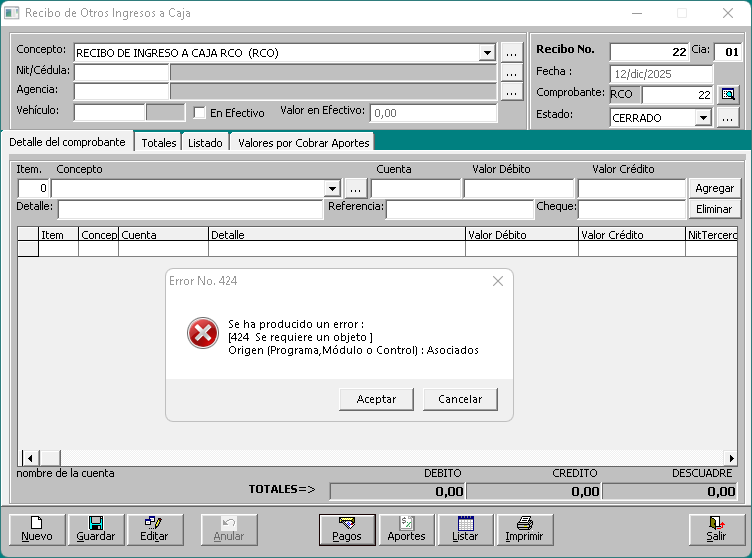 Recibo de Otros Ingresos a Caja
Concepto: RECIBO DE INGRESO A CAJA RCO (RCO) ...
Recibo No. 22 Cia: 01
Nit/Cédula: ...
Fecha : 12/dic/2025
Agencia: ...
Comprobante: RCO 22
Vehículo: En Efectivo Valor en Efectivo: 0,00
Estado: CERRADO ...
Detalle del comprobante Totales Listado Valores por Cobrar Aportes
Item. Concepto Cuenta Valor Débito Valor Crédito
0 ... Agregar
Detalle: Referencia: Cheque: Eliminar
Item Concep Cuenta Detalle Valor Débito Valor Crédito NitTercero
Error No. 424
Se ha producido un error :
[424 Se requiere un objeto ]
Origen (Programa,Módulo o Control) : Asociados
Aceptar Cancelar
nombre de la cuenta DEBITO CREDITO DESCUADRE
TOTALES=> 0,00 0,00 0,00
Nuevo Guardar Editar Anular Pagos Aportes Listar Imprimir Salir